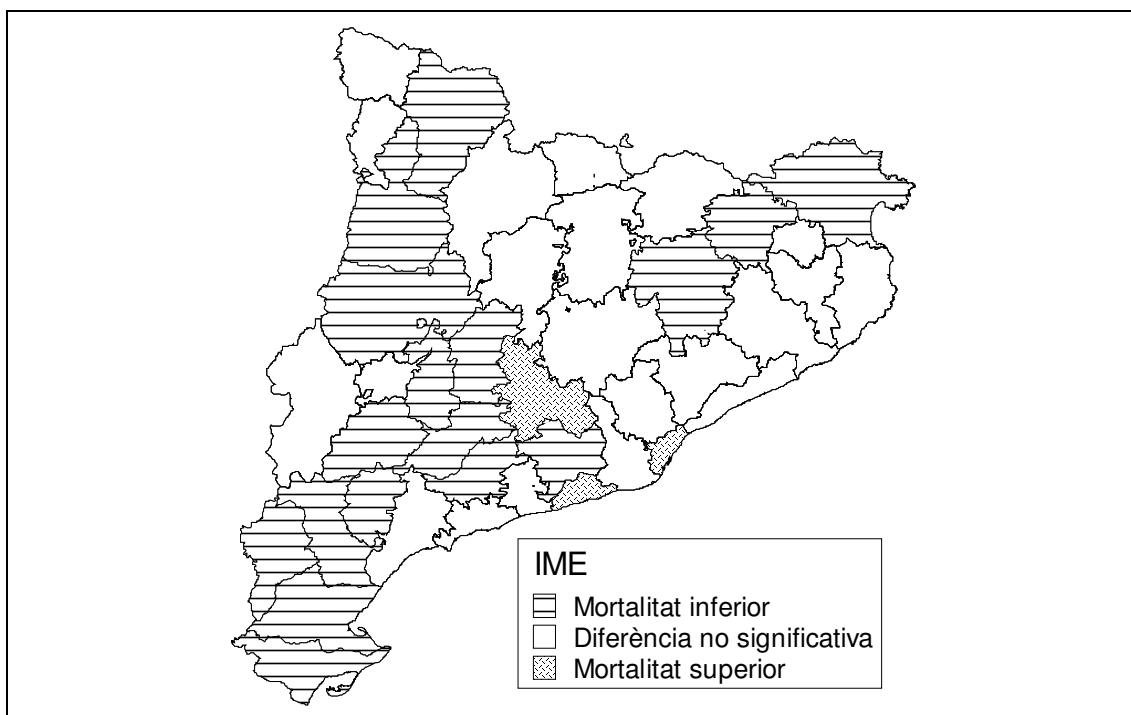 IME
Mortalitat inferior
Diferència no significativa
Mortalitat superior